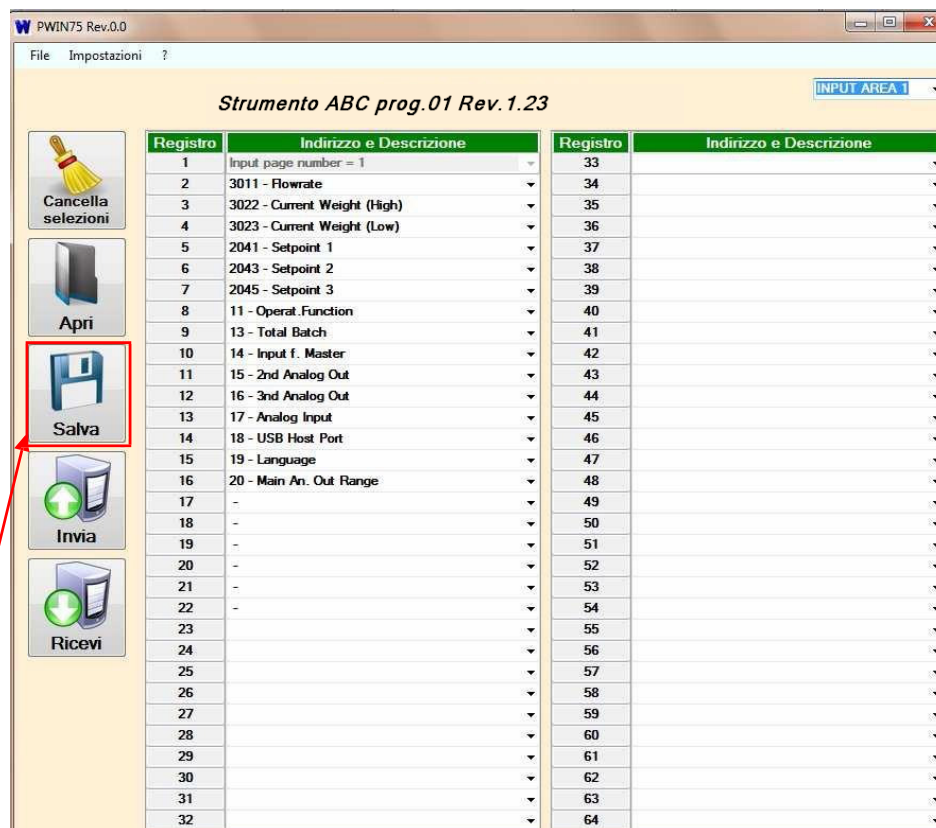 PWIN75 Rev.0.0
File Impostazioni ?
INPUT AREA 1
Strumento ABC prog.01 Rev.1.23
Cancella
selezioni
Apri
Salva
Invia
Ricevi
Registro Indirizzo e Descrizione
1 Input page number = 1
2 3011 - Flowrate
3 3022 - Current Weight (High)
4 3023 - Current Weight (Low)
5 2041 - Setpoint 1
6 2043 - Setpoint 2
7 2045 - Setpoint 3
8 11 - Operat.Function
9 13 - Total Batch
10 14 - Input f. Master
11 15 - 2nd Analog Out
12 16 - 3nd Analog Out
13 17 - Analog Input
14 18 - USB Host Port
15 19 - Language
16 20 - Main An. Out Range
17 -
18 -
19 -
20 -
21 -
22 -
23
24
25
26
27
28
29
30
31
32
Registro Indirizzo e Descrizione
33
34
35
36
37
38
39
40
41
42
43
44
45
46
47
48
49
50
51
52
53
54
55
56
57
58
59
60
61
62
63
64